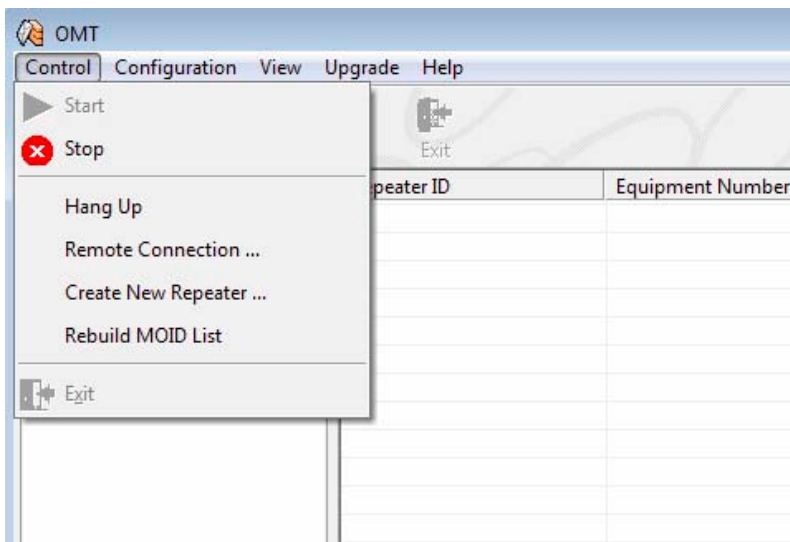 OMT
Control Configuration View Upgrade Help
Start
Stop
Hang Up
Remote Connection ...
Create New Repeater ...
Rebuild MOID List
Exit
Exit
peater ID Equipment Number